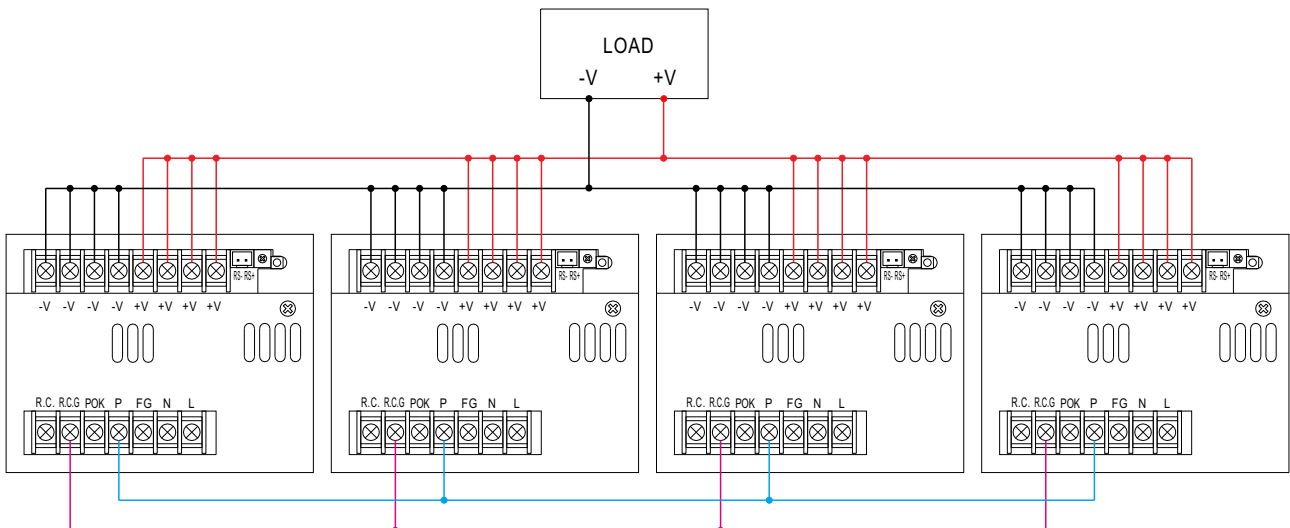 LOAD
-V +V
RS- RS+ RS- RS+ RS- RS+ RS- RS+
-V -V -V -V +V +V +V +V -V -V -V -V +V +V +V +V -V -V -V -V +V +V +V +V -V -V -V -V +V +V +V +V
R.C. R.C.G POK P FG N L R.C. R.C.G POK P FG N L R.C. R.C.G POK P FG N L R.C. R.C.G POK P FG N L